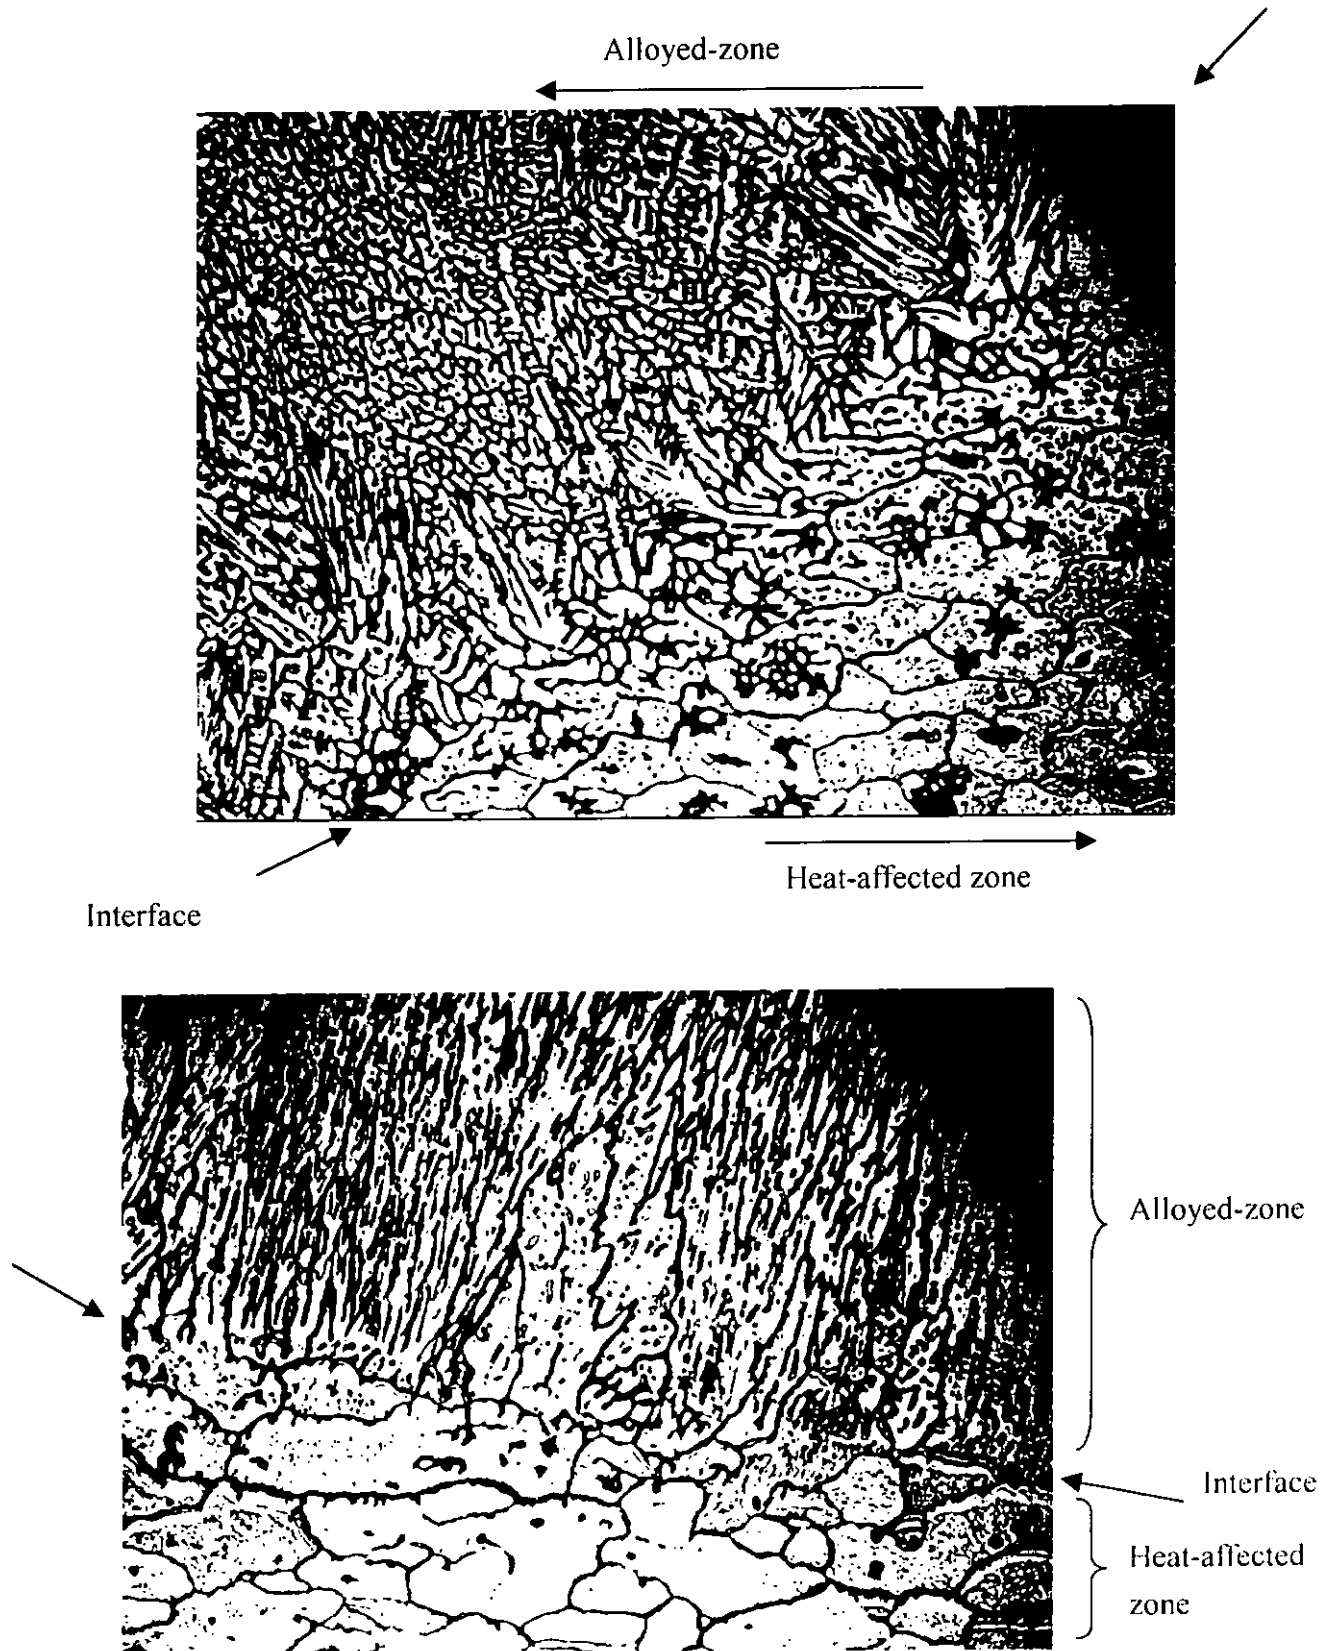 Alloyed-zone
Heat-affected zone
Interface
Alloyed-zone
Interface
Heat-affected
zone